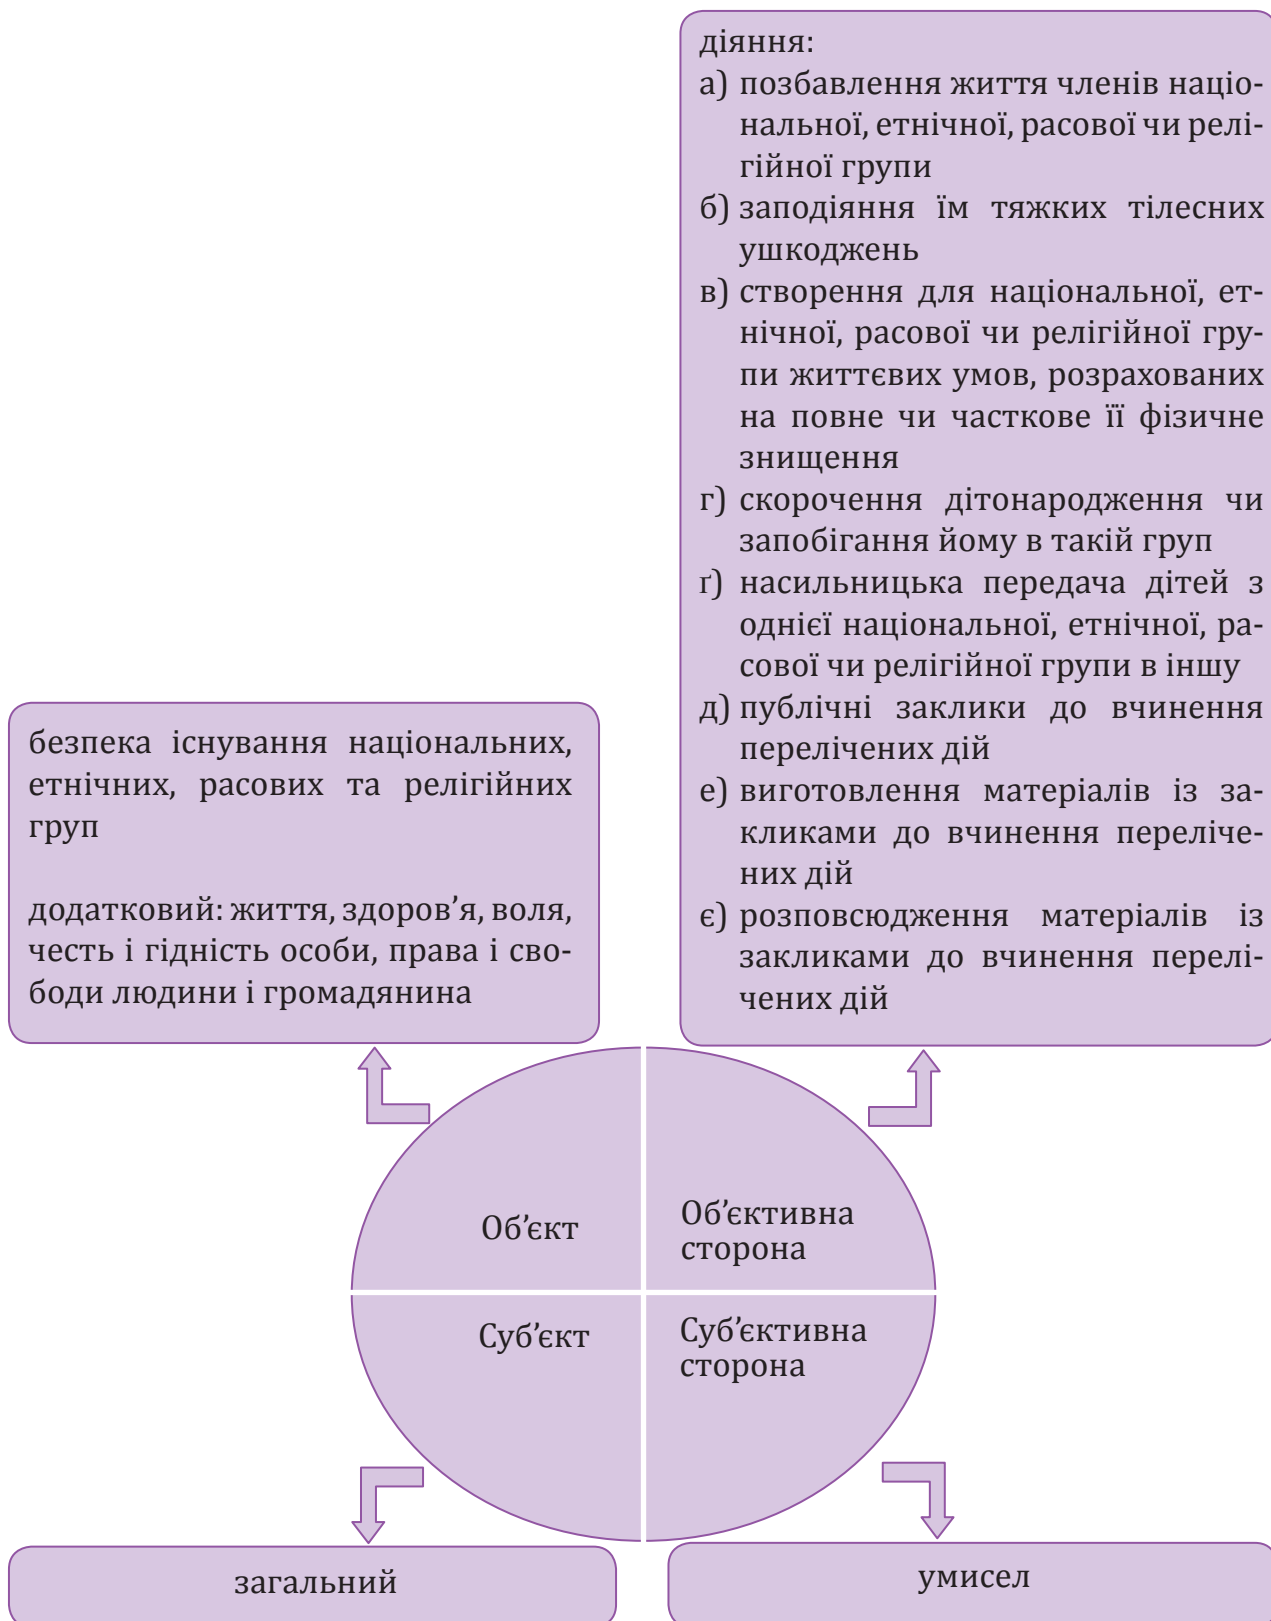 діяння:
а) позбавлення життя членів націо-
нальної, етнічної, расової чи релі-
гійної групи
б) заподіяння їм тяжких тілесних
ушкоджень
в) створення для національної, ет-
нічної, расової чи релігійної гру-
пи життєвих умов, розрахованих
на повне чи часткове її фізичне
знищення
г) скорочення дітонародження чи
запобігання йому в такій груп
ґ) насильницька передача дітей з
однієї національної, етнічної, ра-
сової чи релігійної групи в іншу
д) публічні заклики до вчинення
перелічених дій
е) виготовлення матеріалів із за-
кликами до вчинення переліче-
них дій
є) розповсюдження матеріалів із
закликами до вчинення перелі-
чених дій
безпека існування національних,
етнічних, расових та релігійних
груп
додатковий: життя, здоров’я, воля,
честь і гідність особи, права і сво-
боди людини і громадянина
Об’єкт
Об’єктивна
сторона
Суб’єкт
Суб’єктивна
сторона
загальний
умисел